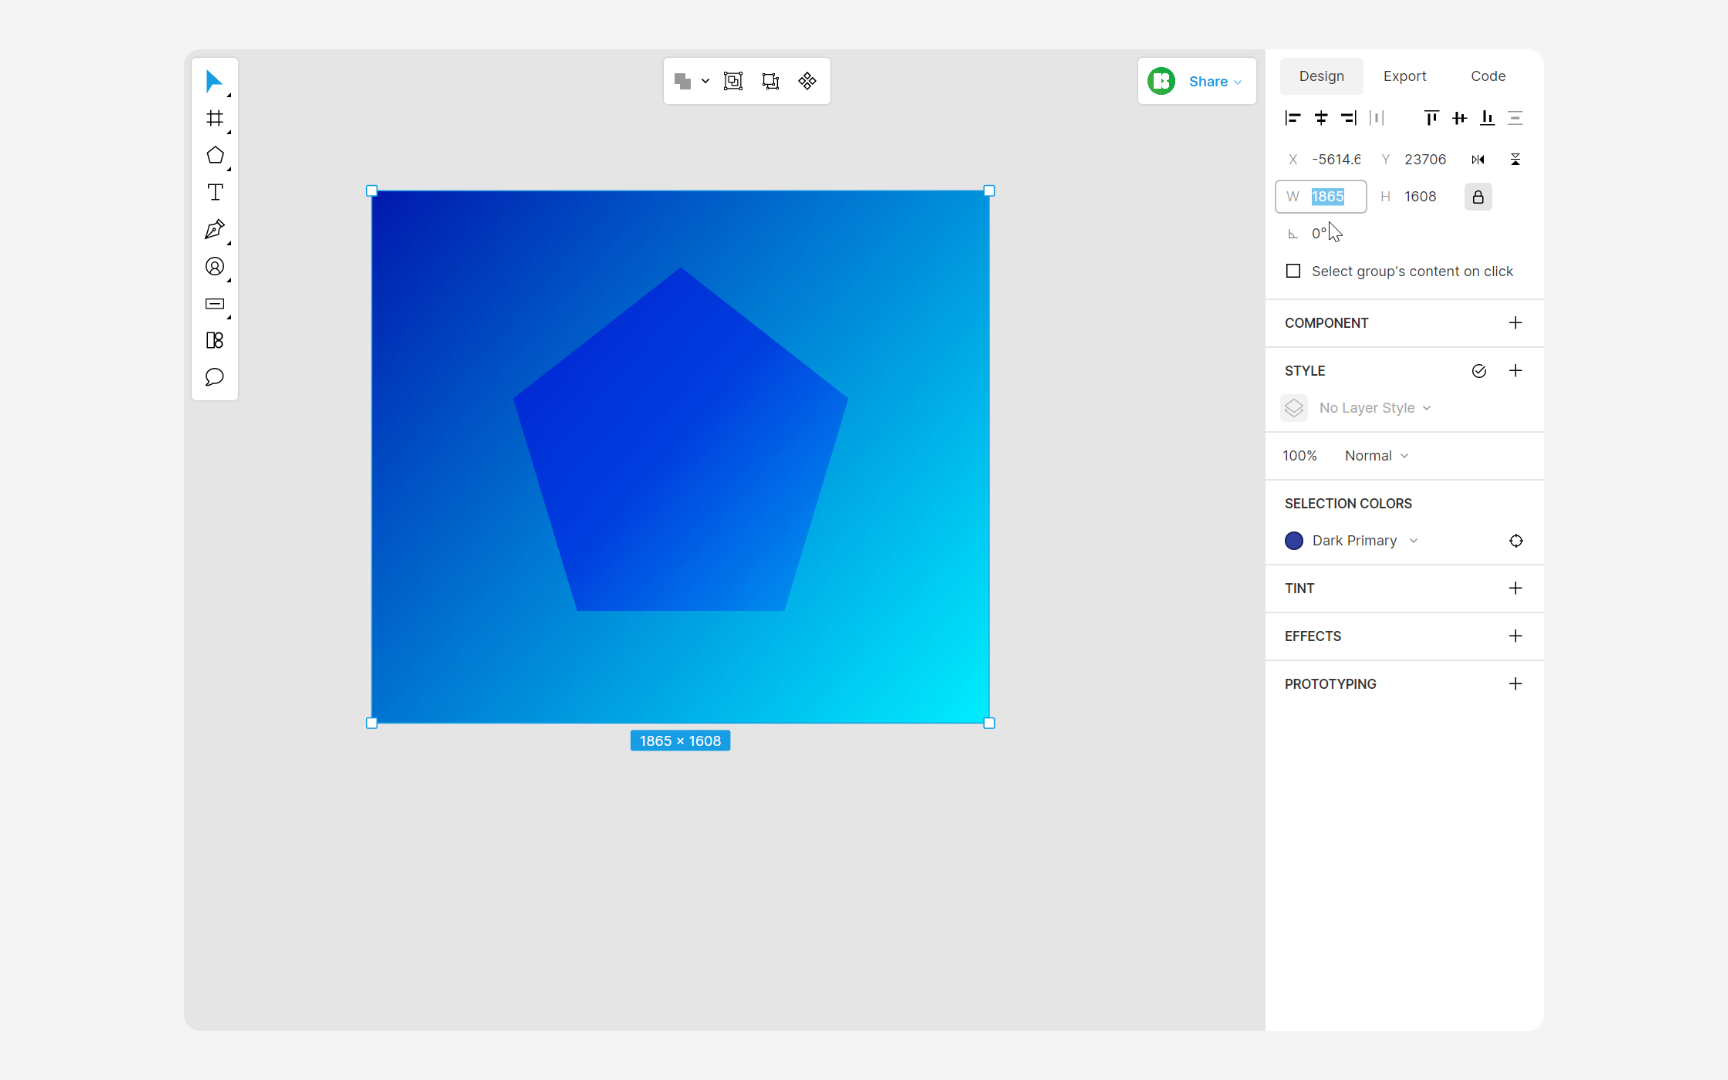 Share
Design Export Code
X -5614.6 Y 23706
W 1865 H 1608
0°
Select group's content on click
COMPONENT
STYLE
No Layer Style
100% Normal
SELECTION COLORS
Dark Primary
TINT
EFFECTS
PROTOTYPING
1865 × 1608